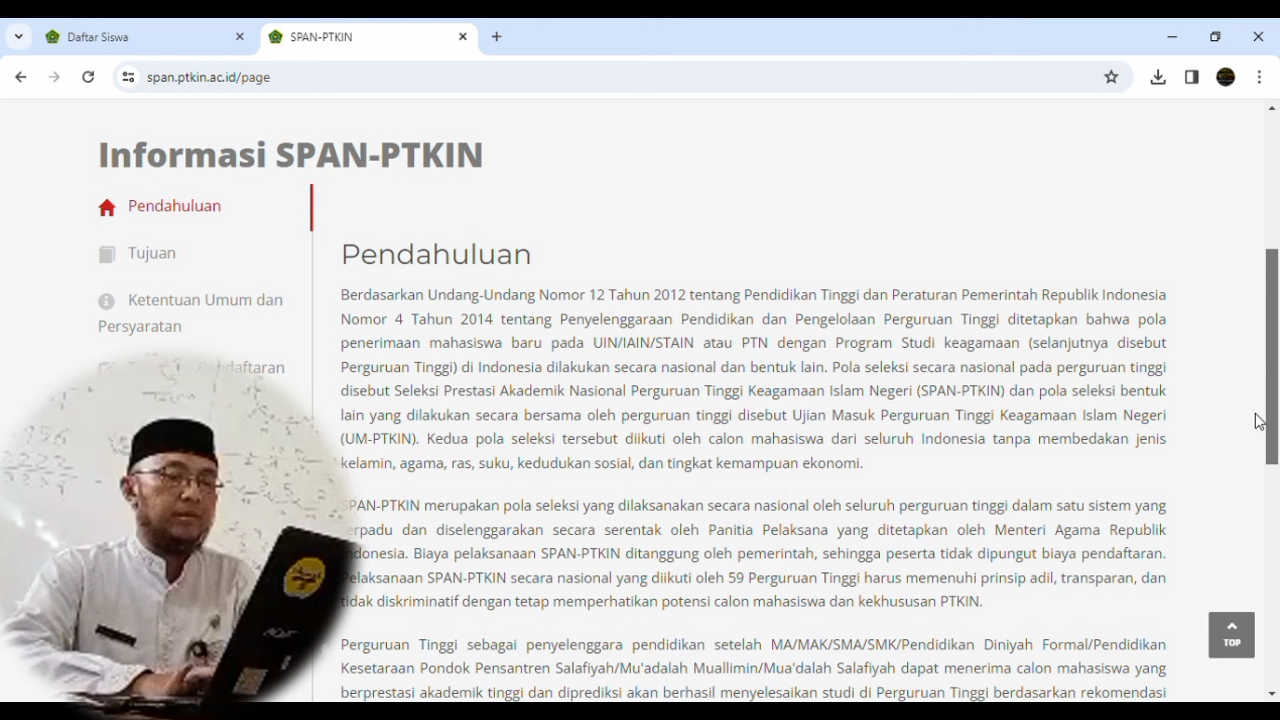 Daftar Siswa
SPAN-PTKIN
span.ptkin.ac.id/page
Informasi SPAN-PTKIN
Pendahuluan
Tujuan
Ketentuan Umum dan
Persyaratan
Pendaftaran
Pendahuluan
Berdasarkan Undang-Undang Nomor 12 Tahun 2012 tentang Pendidikan Tinggi dan Peraturan Pemerintah Republik Indonesia
Nomor 4 Tahun 2014 tentang Penyelenggaraan Pendidikan dan Pengelolaan Perguruan Tinggi ditetapkan bahwa pola
penerimaan mahasiswa baru pada UIN/IAIN/STAIN atau PTN dengan Program Studi keagamaan (selanjutnya disebut
Perguruan Tinggi) di Indonesia dilakukan secara nasional dan bentuk lain. Pola seleksi secara nasional pada perguruan tinggi
disebut Seleksi Prestasi Akademik Nasional Perguruan Tinggi Keagamaan Islam Negeri (SPAN-PTKIN) dan pola seleksi bentuk
lain yang dilakukan secara bersama oleh perguruan tinggi disebut Ujian Masuk Perguruan Tinggi Keagamaan Islam Negeri
(UM-PTKIN). Kedua pola seleksi tersebut diikuti oleh calon mahasiswa dari seluruh Indonesia tanpa membedakan jenis
kelamin, agama, ras, suku, kedudukan sosial, dan tingkat kemampuan ekonomi.
SPAN-PTKIN merupakan pola seleksi yang dilaksanakan secara nasional oleh seluruh perguruan tinggi dalam satu sistem yang
terpadu dan diselenggarakan secara serentak oleh Panitia Pelaksana yang ditetapkan oleh Menteri Agama Republik
Indonesia. Biaya pelaksanaan SPAN-PTKIN ditanggung oleh pemerintah, sehingga peserta tidak dipungut biaya pendaftaran.
Pelaksanaan SPAN-PTKIN secara nasional yang diikuti oleh 59 Perguruan Tinggi harus memenuhi prinsip adil, transparan, dan
tidak diskriminatif dengan tetap memperhatikan potensi calon mahasiswa dan kekhususan PTKIN.
Perguruan Tinggi sebagai penyelenggara pendidikan setelah MA/MAK/SMA/SMK/Pendidikan Diniyah Formal/Pendidikan
Kesetaraan Pondok Pensantren Salafiyah/Mu'adalah Muallimin/Mua'dalah Salafiyah dapat menerima calon mahasiswa yang
berprestasi akademik tinggi dan diprediksi akan berhasil menyelesaikan studi di Perguruan Tinggi berdasarkan rekomendasi
TOP